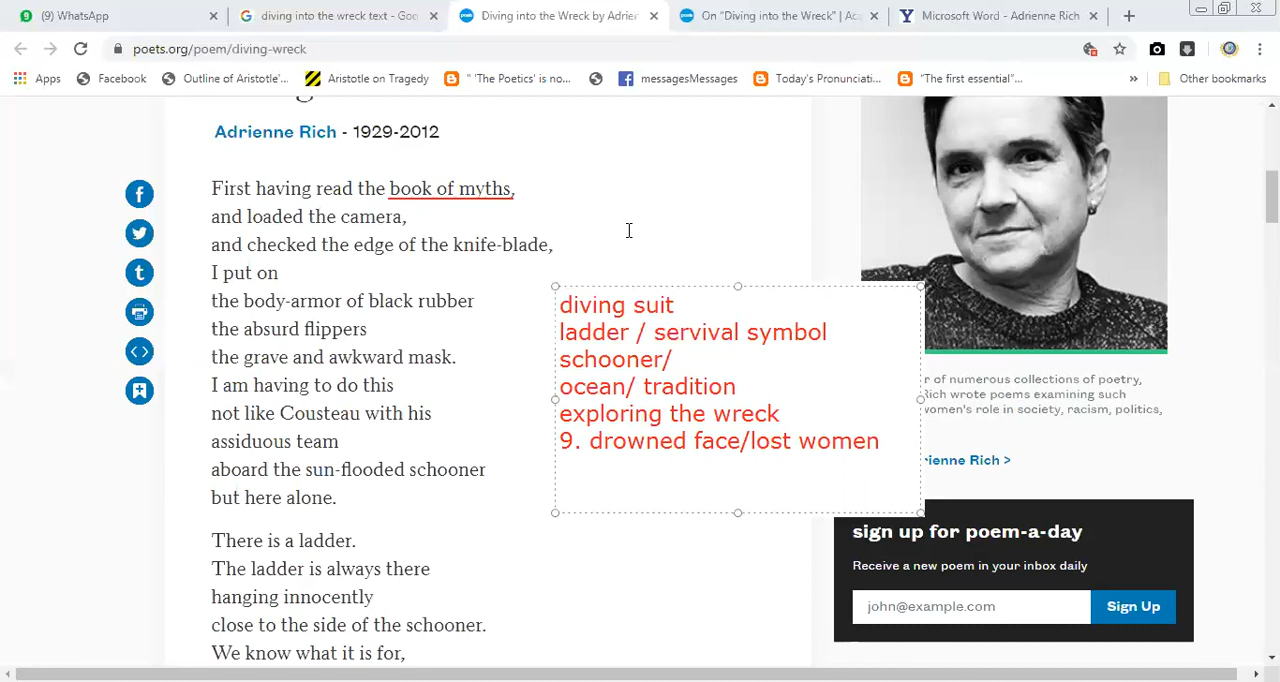 (9) WhatsApp
diving into the wreck text - Goo
Diving into the Wreck by Adrien
On "Diving into the Wreck" | Aca
Microsoft Word - Adrienne Rich
poets.org/poem/diving-wreck
Apps
Facebook
Outline of Aristotle'...
Aristotle on Tragedy
" 'The Poetics' is no...
messagesMessages
Today's Pronunciati...
"The first essential"...
»
Other bookmarks
Adrienne Rich - 1929-2012
First having read the book of myths,
and loaded the camera,
and checked the edge of the knife-blade,
I put on
the body-armor of black rubber
the absurd flippers
the grave and awkward mask.
I am having to do this
not like Cousteau with his
assiduous team
aboard the sun-flooded schooner
but here alone.
There is a ladder.
The ladder is always there
hanging innocently
close to the side of the schooner.
We know what it is for,
diving suit
ladder / servival symbol
schooner/
ocean/ tradition
exploring the wreck
9. drowned face/lost women
r of numerous collections of poetry,
Rich wrote poems examining such
women's role in society, racism, politics,
rienne Rich >
sign up for poem-a-day
Receive a new poem in your inbox daily
john@example.com
Sign Up